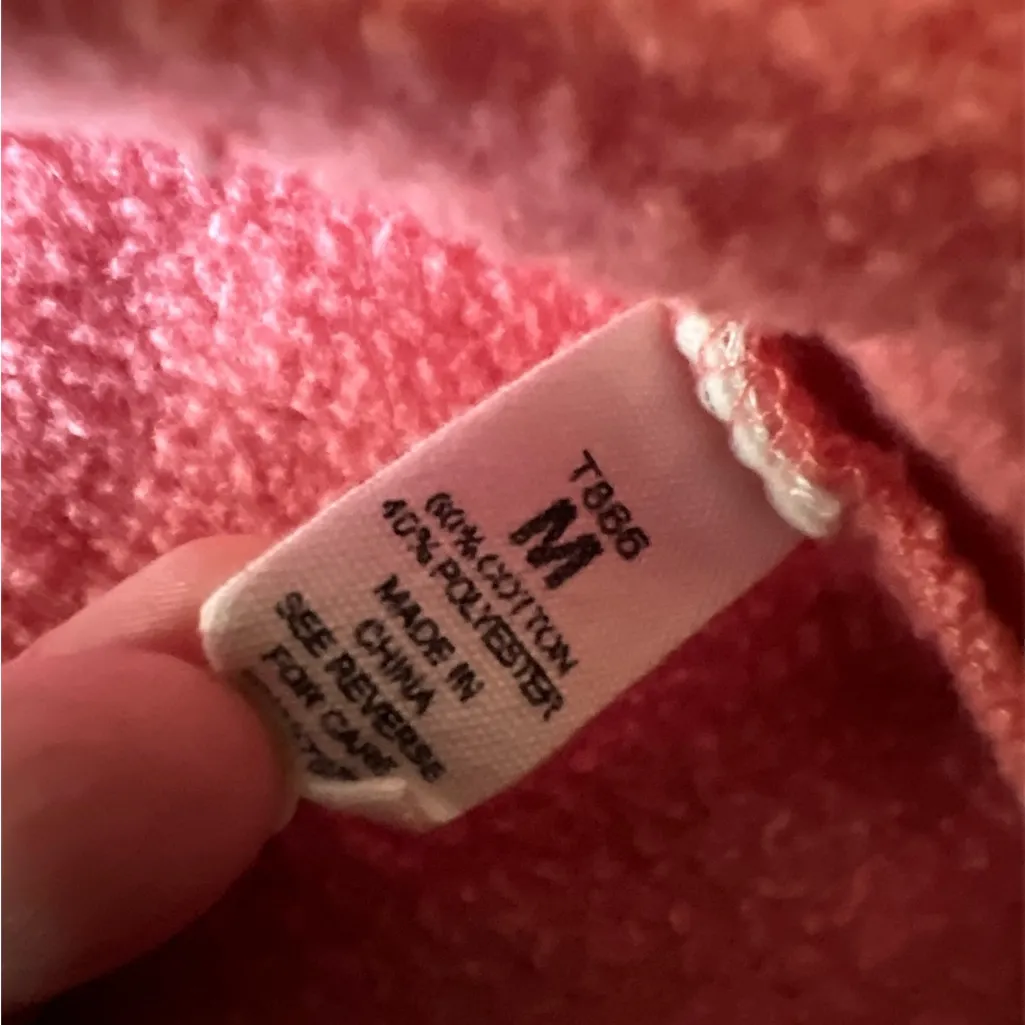 T886
M
60% COTTON
40% POLYESTER
MADE IN
CHINA
SEE REVERSE
FOR CARE